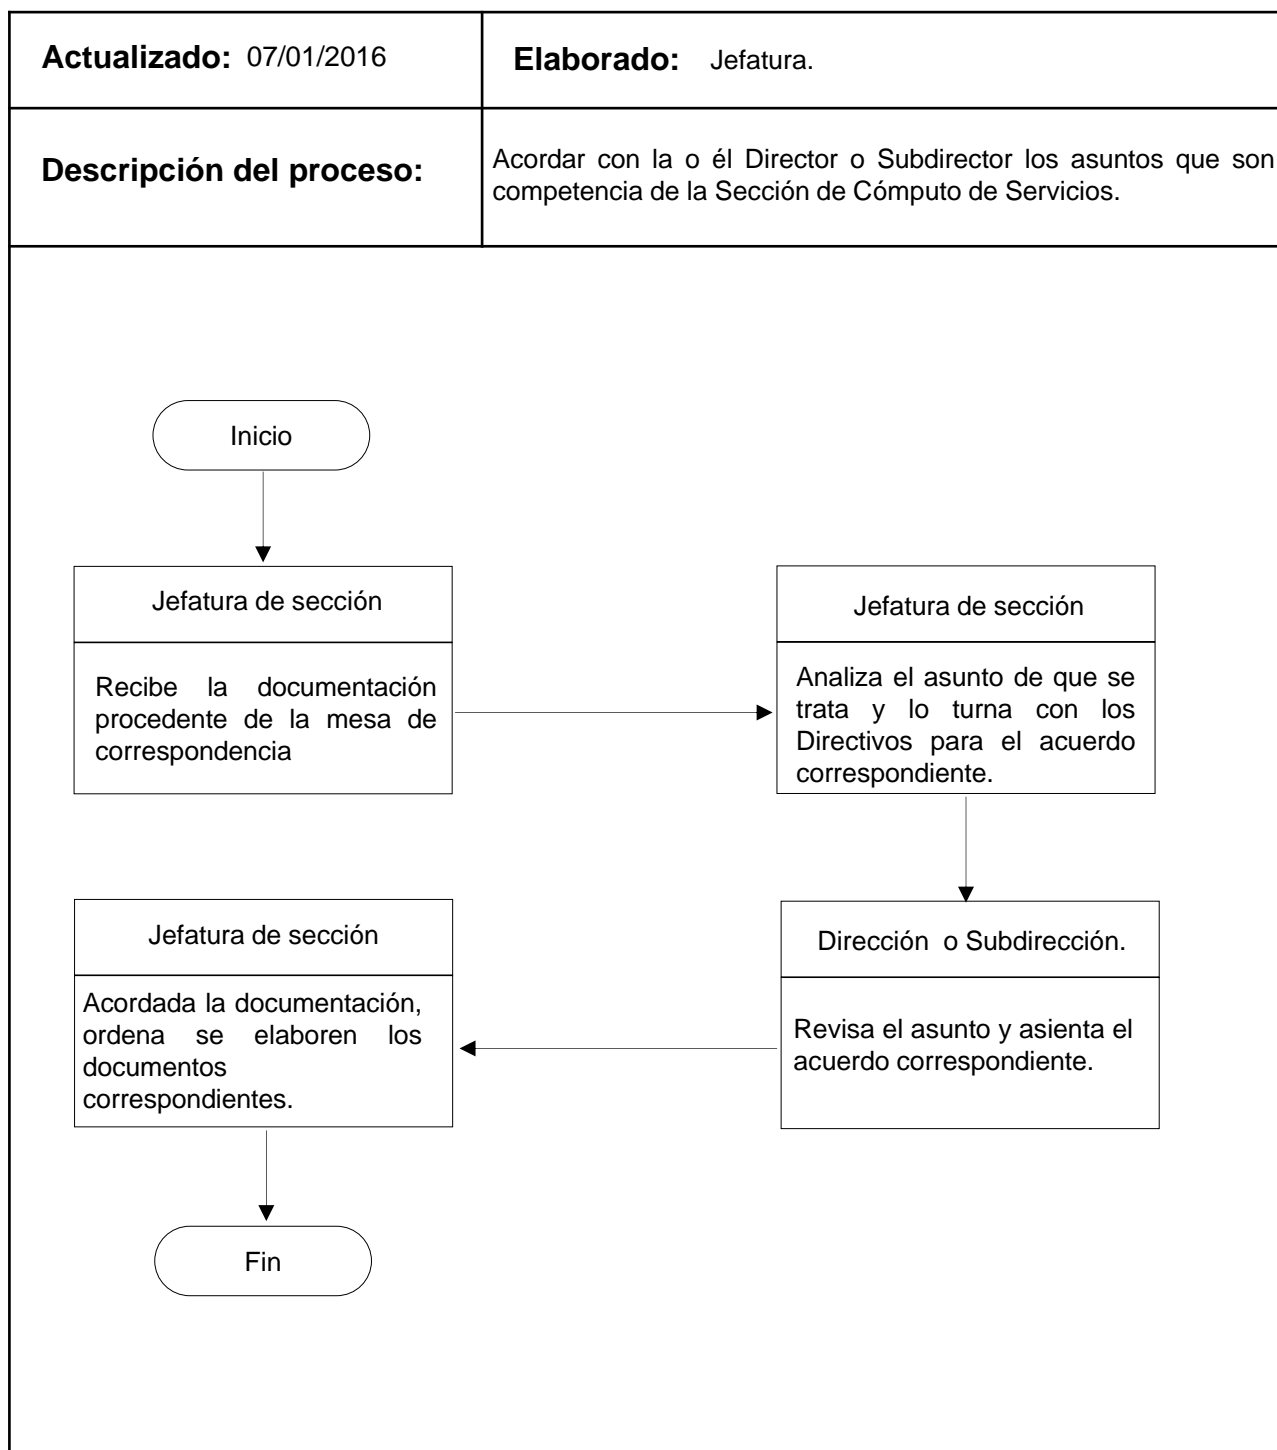 Actualizado: 07/01/2016
Elaborado: Jefatura.
Descripción del proceso:
Acordar con la o él Director o Subdirector los asuntos que son
competencia de la Sección de Cómputo de Servicios.
Inicio
Jefatura de sección
Recibe la documentación
procedente de la mesa de
correspondencia
Jefatura de sección
Analiza el asunto de que se
trata y lo turna con los
Directivos para el acuerdo
correspondiente.
Dirección o Subdirección.
Revisa el asunto y asienta el
acuerdo correspondiente.
Jefatura de sección
Acordada la documentación,
ordena se elaboren los
documentos
correspondientes.
Fin